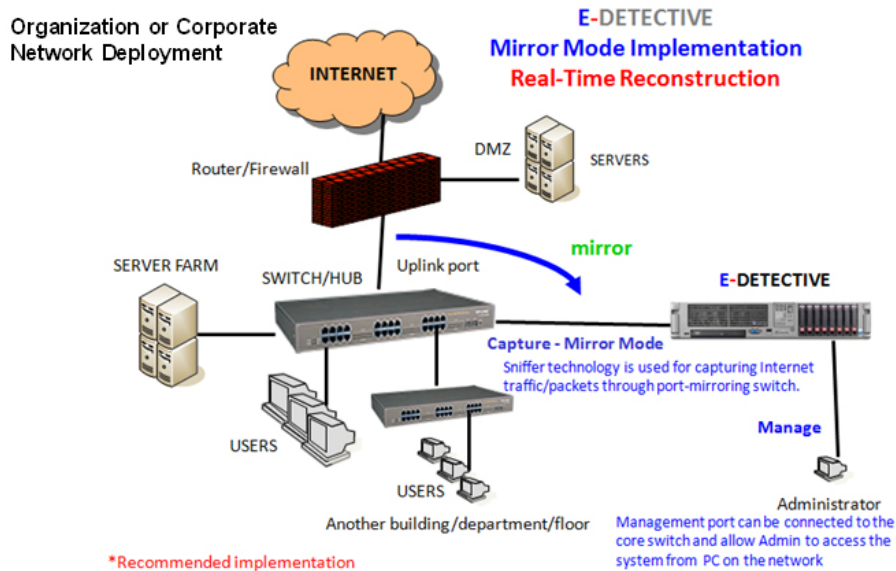 Organization or Corporate
Network Deployment
E-DETECTIVE
Mirror Mode Implementation
Real-Time Reconstruction
INTERNET
Router/Firewall
DMZ
SERVERS
mirror
SERVER FARM
SWITCH/HUB
Uplink port
E-DETECTIVE
Capture - Mirror Mode
Sniffer technology is used for capturing Internet
traffic/packets through port-mirroring switch.
Manage
USERS
USERS
Another building/department/floor
Administrator
Management port can be connected to the
core switch and allow Admin to access the
system from PC on the network
*Recommended implementation